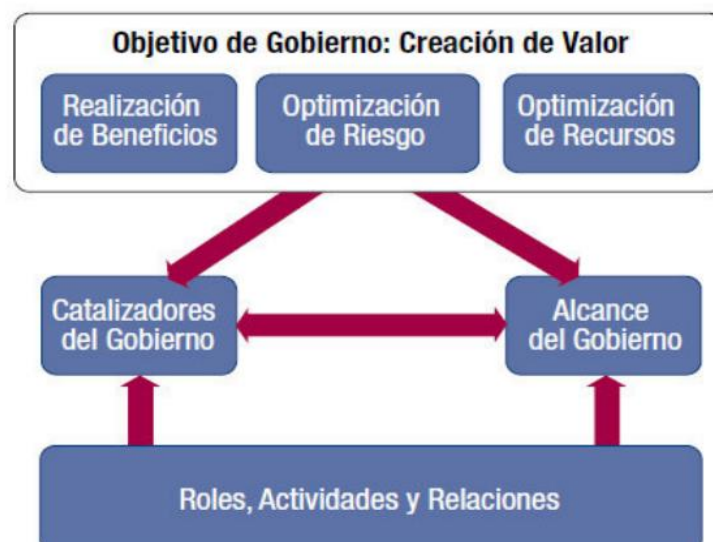 Objetivo de Gobierno: Creación de Valor
Realización
de Beneficios
Optimización
de Riesgo
Optimización
de Recursos
Catalizadores
del Gobierno
Alcance
del Gobierno
Roles, Actividades y Relaciones